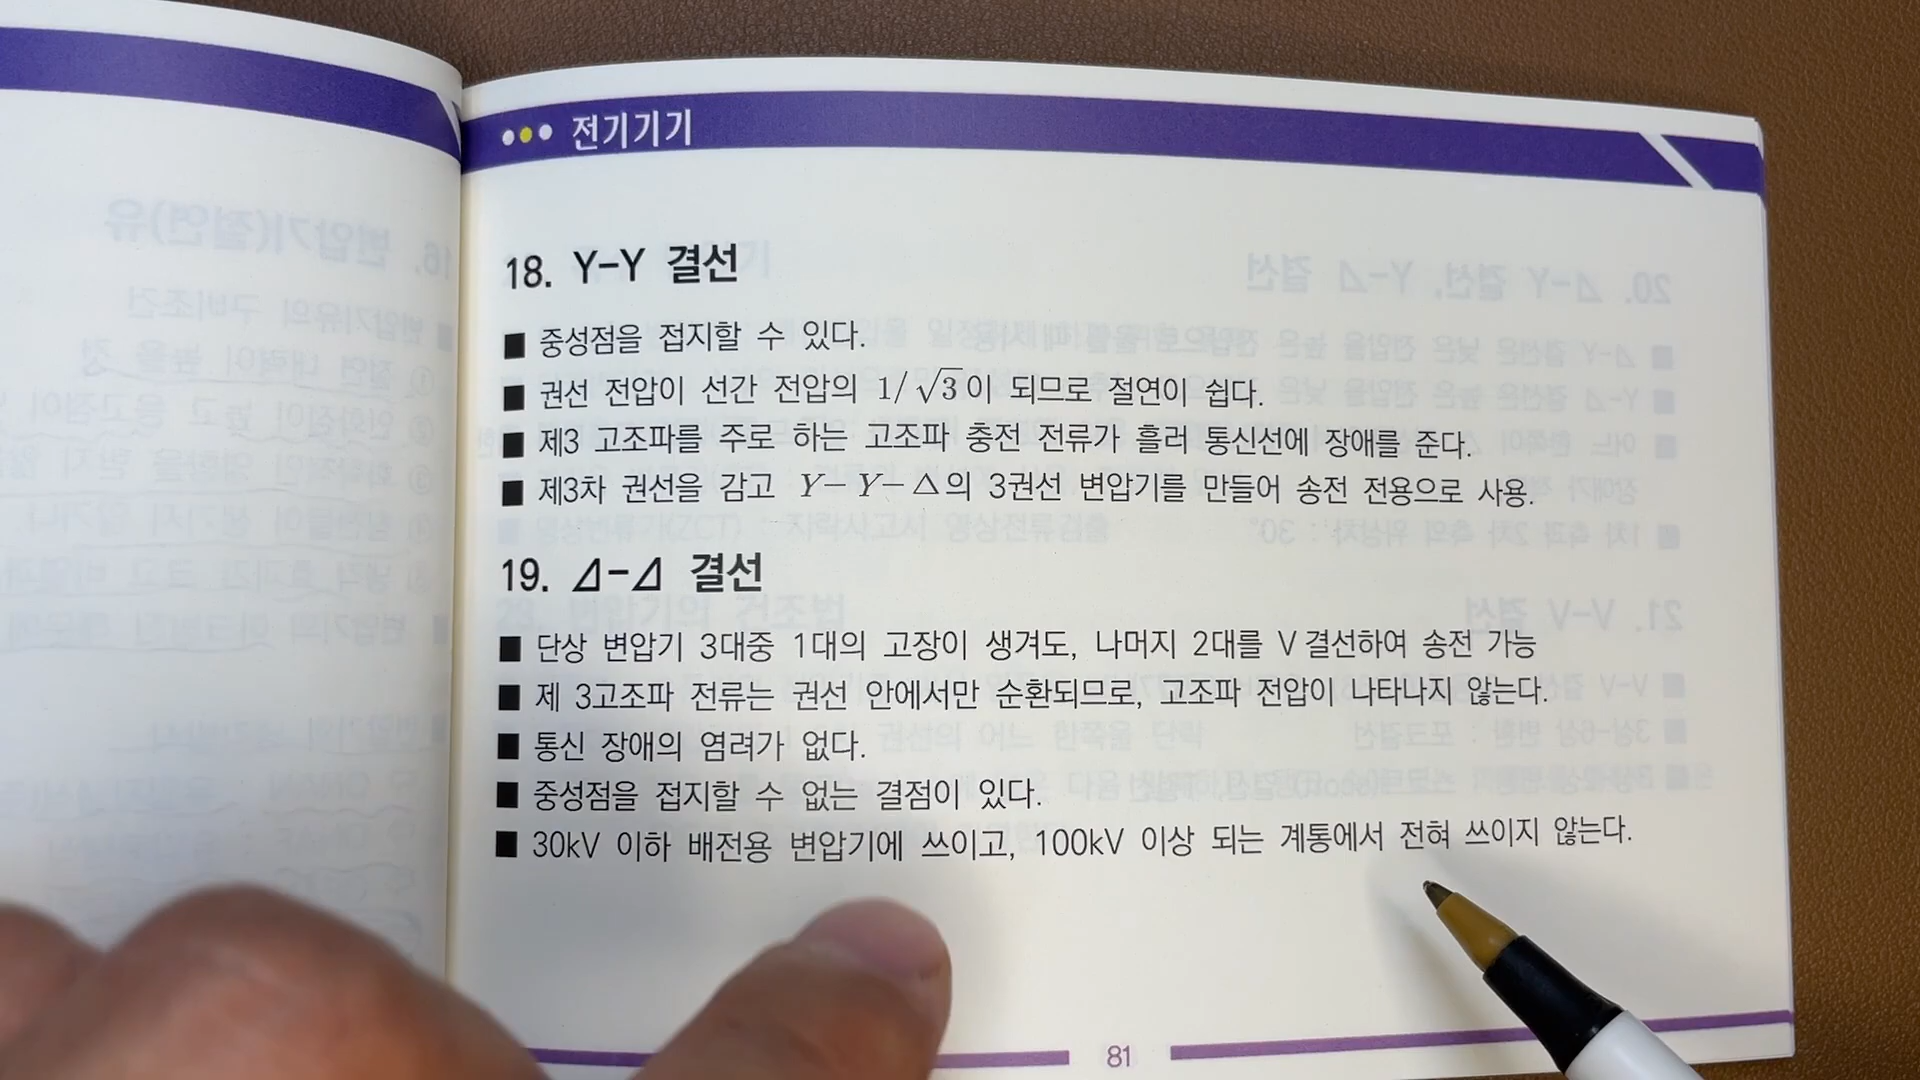 전기기기
18. Y-Y 결선
■ 중성점을 접지할 수 있다.
■ 권선 전압이 선간 전압의 1/√3이 되므로 절연이 쉽다.
■ 제3 고조파를 주로 하는 고조파 충전 전류가 흘러 통신선에 장애를 준다.
■ 제3차 권선을 감고 Y-Y-△의 3권선 변압기를 만들어 송전 전용으로 사용.
19. ⊿-⊿ 결선
■ 단상 변압기 3대중 1대의 고장이 생겨도, 나머지 2대를 V결선하여 송전 가능
■ 제 3고조파 전류는 권선 안에서만 순환되므로, 고조파 전압이 나타나지 않는다.
■ 통신 장애의 염려가 없다.
■ 중성점을 접지할 수 없는 결점이 있다.
■ 30kV 이하 배전용 변압기에 쓰이고, 100kV 이상 되는 계통에서 전혀 쓰이지 않는다.
81